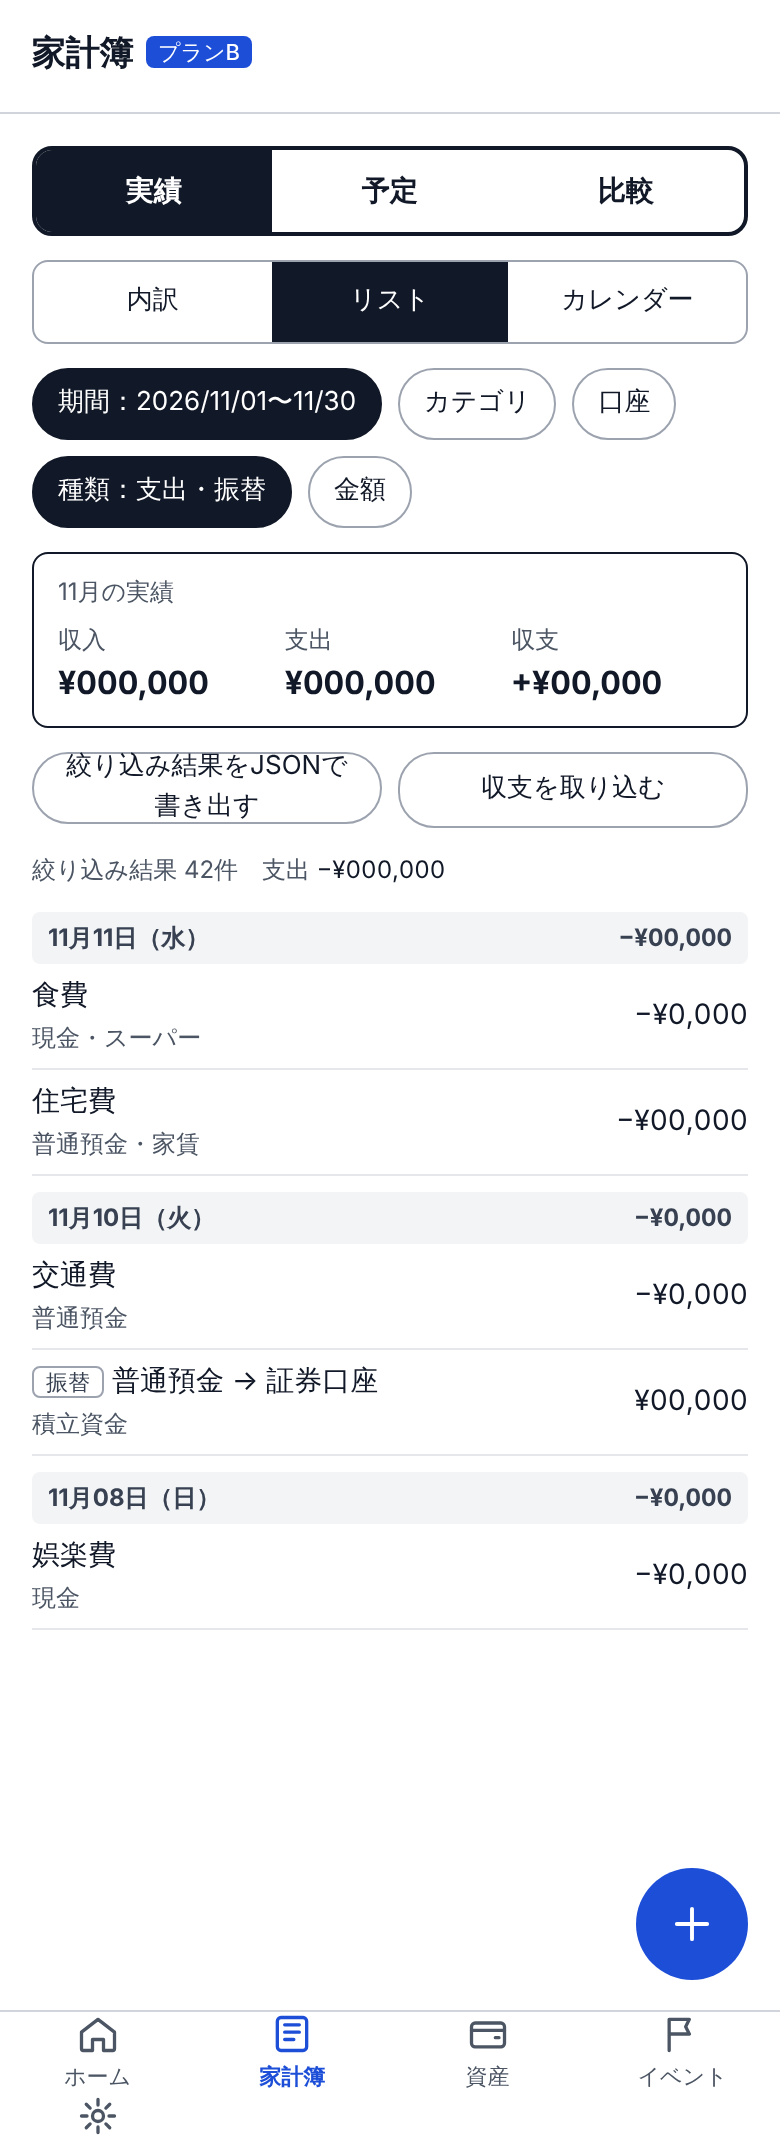 家計簿 プランB
実績 予定 比較
内訳 リスト カレンダー
期間：2026/11/01〜11/30 カテゴリ 口座
種類：支出・振替 金額
11月の実績
収入 支出 収支
¥000,000 ¥000,000 +¥00,000
絞り込み結果をJSONで
書き出す
収支を取り込む
絞り込み結果 42件 支出 −¥000,000
11月11日（水） −¥00,000
食費
現金・スーパー
−¥0,000
住宅費
普通預金・家賃
−¥00,000
11月10日（火） −¥0,000
交通費
普通預金
−¥0,000
振替 普通預金 → 証券口座
積立資金
¥00,000
11月08日（日） −¥0,000
娯楽費
現金
−¥0,000
ホーム 家計簿 資産 イベント